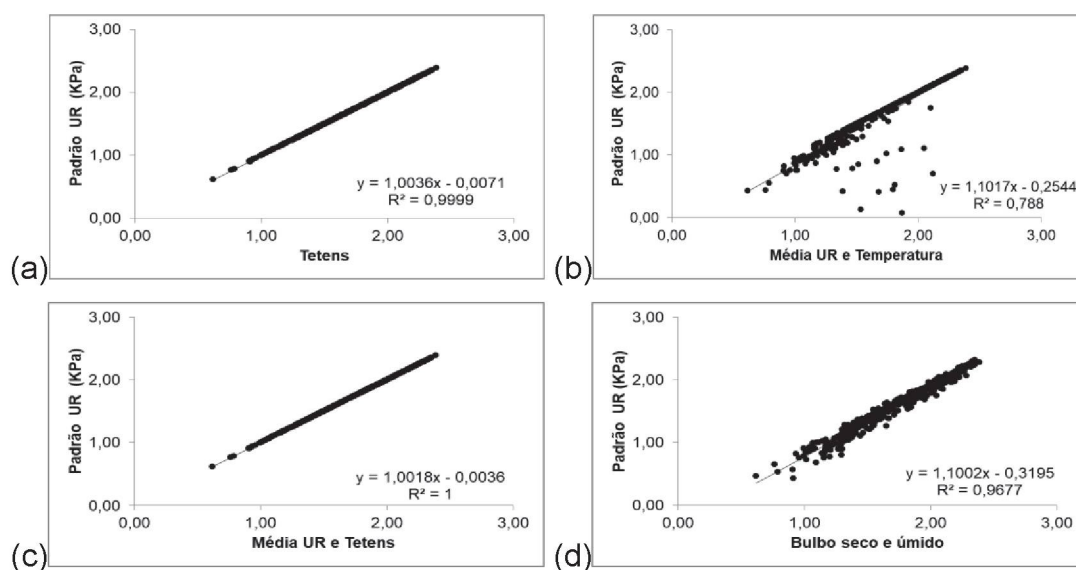 3,00
2,00
1,00
0,00
Padrão UR (KPa)
y = 1,0036x - 0,0071
R² = 0,9999
0,00 1,00 2,00 3,00
Tetens
(a)
3,00
2,00
1,00
0,00
Padrão UR (KPa)
y = 1,1017x - 0,2544
R² = 0,788
0,00 1,00 2,00 3,00
Média UR e Temperatura
(b)
3,00
2,00
1,00
0,00
Padrão UR (KPa)
y = 1,0018x - 0,0036
R² = 1
0,00 1,00 2,00 3,00
Média UR e Tetens
(c)
3,00
2,00
1,00
0,00
Padrão UR (KPa)
y = 1,1002x - 0,3195
R² = 0,9677
0,00 1,00 2,00 3,00
Bulbo seco e úmido
(d)